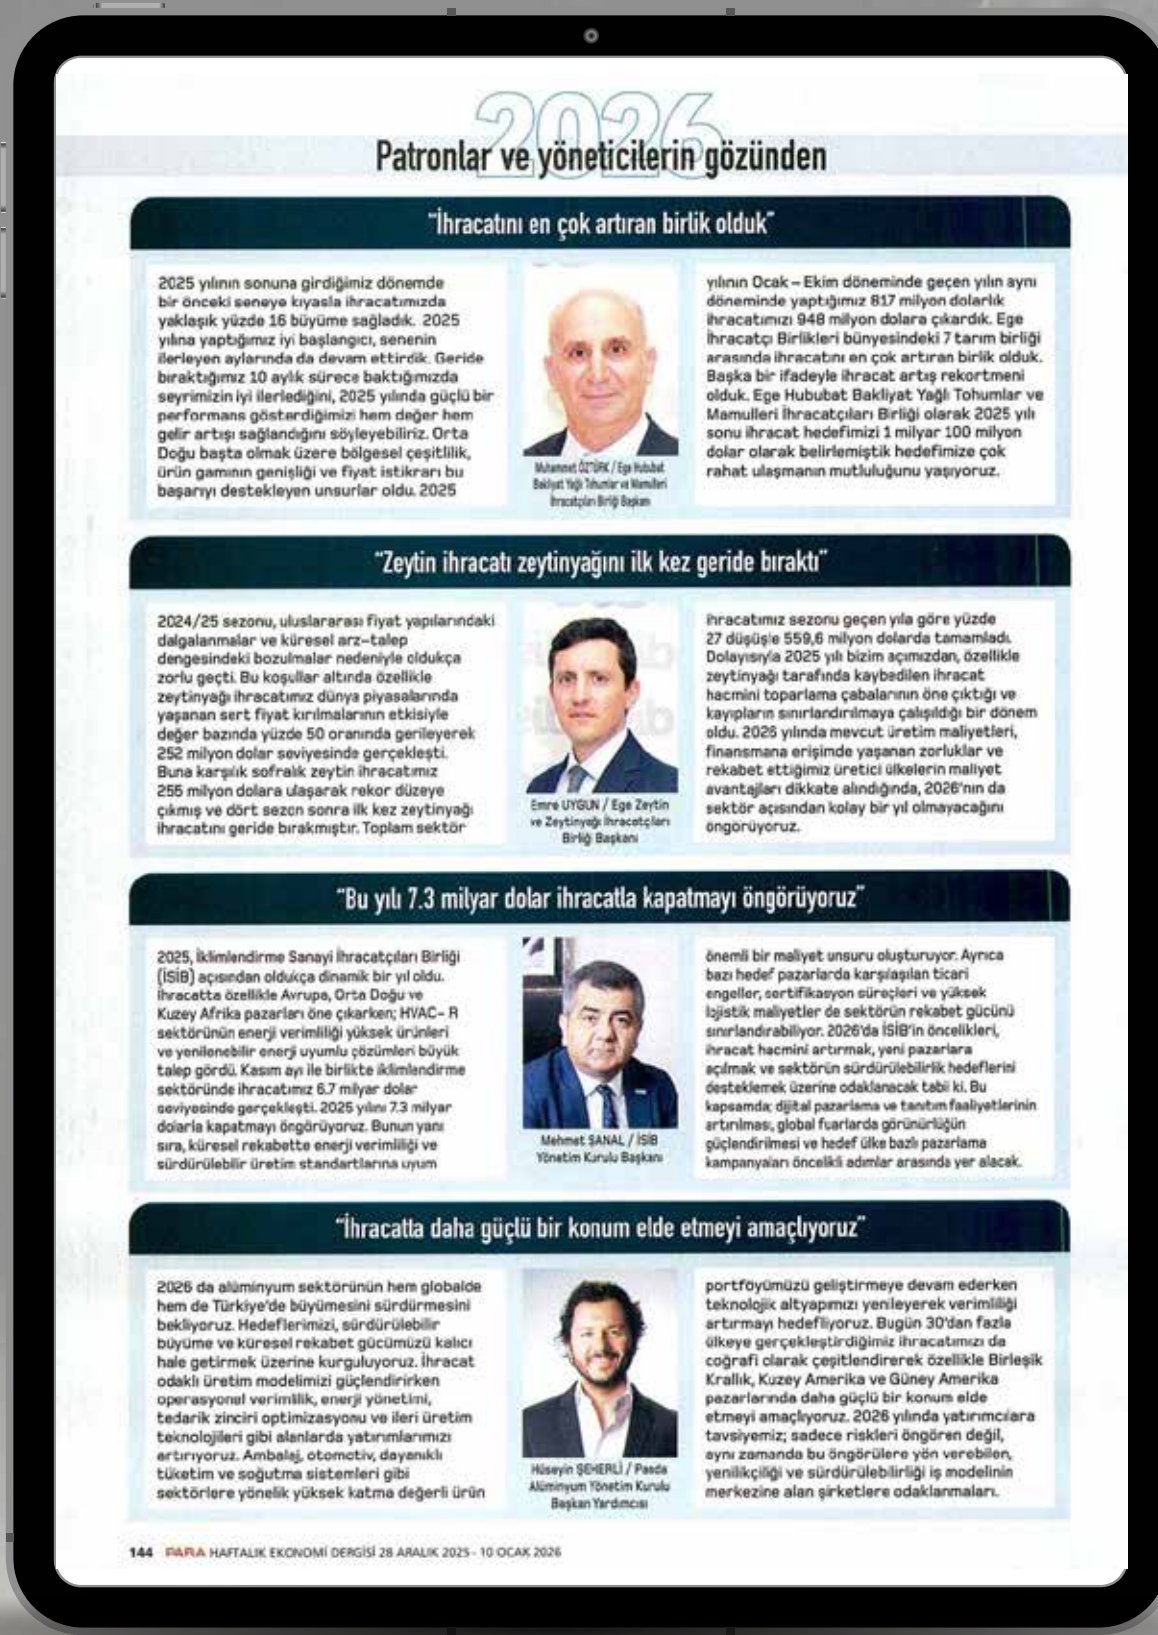 2026
Patronlar ve yöneticilerin gözünden
"İhracatını en çok artıran birlik olduk"
2025 yılının sonuna girdiğimiz dönemde
bir önceki seneye kıyasla ihracatımızda
yaklaşık yüzde 16 büyüme sağladık. 2025
yılına yaptığımız iyi başlangıcı, senenin
ilerleyen aylarında da devam ettirdik. Geride
bıraktığımız 10 aylık sürece baktığımızda
seyrimizin iyi ilerlediğini, 2025 yılında güçlü bir
performans gösterdiğimizi hem değer hem
gelir artışı sağlandığını söyleyebiliriz. Orta
Doğu başta olmak üzere bölgesel çeşitlilik,
ürün gamının genişliği ve fiyat istikrarı bu
başarıyı destekleyen unsurlar oldu. 2025
Muhammet ÖZTÜRK / Ege Hububat
Bakliyat Yağlı Tohumlar ve Mamulleri
İhracatçıları Birliği Başkanı
yılının Ocak – Ekim döneminde geçen yılın aynı
döneminde yaptığımız 817 milyon dolarlık
ihracatımızı 948 milyon dolara çıkardık. Ege
İhracatçı Birlikleri bünyesindeki 7 tarım birliği
arasında ihracatını en çok artıran birlik olduk.
Başka bir ifadeyle ihracat artış rekortmeni
olduk. Ege Hububat Bakliyat Yağlı Tohumlar ve
Mamulleri İhracatçıları Birliği olarak 2025 yılı
sonu ihracat hedefimizi 1 milyar 100 milyon
dolar olarak belirlemiştik hedefimize çok
rahat ulaşmanın mutluluğunu yaşıyoruz.
"Zeytin ihracatı zeytinyağını ilk kez geride bıraktı"
2024/25 sezonu, uluslararası fiyat yapılarındaki
dalgalanmalar ve küresel arz–talep
dengesindeki bozulmalar nedeniyle oldukça
zorlu geçti. Bu koşullar altında özellikle
zeytinyağı ihracatımız dünya piyasalarında
yaşanan sert fiyat kırılmalarının etkisiyle
değer bazında yüzde 50 oranında gerileyerek
252 milyon dolar seviyesinde gerçekleşti.
Buna karşılık sofralık zeytin ihracatımız
255 milyon dolara ulaşarak rekor düzeye
çıkmış ve dört sezon sonra ilk kez zeytinyağı
ihracatını geride bırakmıştır. Toplam sektör
Emre UYGUN / Ege Zeytin
ve Zeytinyağı İhracatçıları
Birliği Başkanı
ihracatımız sezonu geçen yıla göre yüzde
27 düşüşle 559,6 milyon dolarda tamamladı.
Dolayısıyla 2025 yılı bizim açımızdan, özellikle
zeytinyağı tarafında kaybedilen ihracat
hacmini toparlama çabalarının öne çıktığı ve
kayıpların sınırlandırılmaya çalışıldığı bir dönem
oldu. 2026 yılında mevcut üretim maliyetleri,
finansmana erişimde yaşanan zorluklar ve
rekabet ettiğimiz üretici ülkelerin maliyet
avantajları dikkate alındığında, 2026'nın da
sektör açısından kolay bir yıl olmayacağını
öngörüyoruz.
"Bu yılı 7.3 milyar dolar ihracatla kapatmayı öngörüyoruz"
2025, İklimlendirme Sanayi İhracatçıları Birliği
(İSİB) açısından oldukça dinamik bir yıl oldu.
İhracatta özellikle Avrupa, Orta Doğu ve
Kuzey Afrika pazarları öne çıkarken; HVAC- R
sektörünün enerji verimliliği yüksek ürünleri
ve yenilenebilir enerji uyumlu çözümleri büyük
talep gördü. Kasım ayı ile birlikte iklimlendirme
sektöründe ihracatımız 6.7 milyar dolar
seviyesinde gerçekleşti. 2025 yılını 7.3 milyar
dolarla kapatmayı öngörüyoruz. Bunun yanı
sıra, küresel rekabette enerji verimliliği ve
sürdürülebilir üretim standartlarına uyum
Mehmet ŞANAL / İSİB
Yönetim Kurulu Başkanı
önemli bir maliyet unsuru oluşturuyor. Ayrıca
bazı hedef pazarlarda karşılaşılan ticari
engeller, sertifikasyon süreçleri ve yüksek
lojistik maliyetler de sektörün rekabet gücünü
sınırlandırabiliyor. 2026'da İSİB'in öncelikleri,
ihracat hacmini artırmak, yeni pazarlara
açılmak ve sektörün sürdürülebilirlik hedeflerini
desteklemek üzerine odaklanacak tabii ki. Bu
kapsamda; dijital pazarlama ve tanıtım faaliyetlerinin
artırılması, global fuarlarda görünürlüğün
güçlendirilmesi ve hedef ülke bazlı pazarlama
kampanyaları öncelikli adımlar arasında yer alacak.
"İhracatta daha güçlü bir konum elde etmeyi amaçlıyoruz"
2026 da alüminyum sektörünün hem globalde
hem de Türkiye'de büyümesini sürdürmesini
bekliyoruz. Hedeflerimizi, sürdürülebilir
büyüme ve küresel rekabet gücümüzü kalıcı
hale getirmek üzerine kurguluyoruz. İhracat
odaklı üretim modelimizi güçlendirirken
operasyonel verimlilik, enerji yönetimi,
tedarik zinciri optimizasyonu ve ileri üretim
teknolojileri gibi alanlarda yatırımlarımızı
artırıyoruz. Ambalaj, otomotiv, dayanıklı
tüketim ve soğutma sistemleri gibi
sektörlere yönelik yüksek katma değerli ürün
Hüseyin ŞEHERLİ / Panda
Alüminyum Yönetim Kurulu
Başkan Yardımcısı
portföyümüzü geliştirmeye devam ederken
teknolojik altyapımızı yenileyerek verimliliği
artırmayı hedefliyoruz. Bugün 30'dan fazla
ülkeye gerçekleştirdiğimiz ihracatımızı da
coğrafi olarak çeşitlendirerek özellikle Birleşik
Krallık, Kuzey Amerika ve Güney Amerika
pazarlarında daha güçlü bir konum elde
etmeyi amaçlıyoruz. 2026 yılında yatırımcılara
tavsiyemiz; sadece riskleri öngören değil,
aynı zamanda bu öngörülere yön verebilen,
yenilikçiliği ve sürdürülebilirliği iş modelinin
merkezine alan şirketlere odaklanmaları.
144 PARA HAFTALIK EKONOMİ DERGİSİ 28 ARALIK 2025 - 10 OCAK 2026